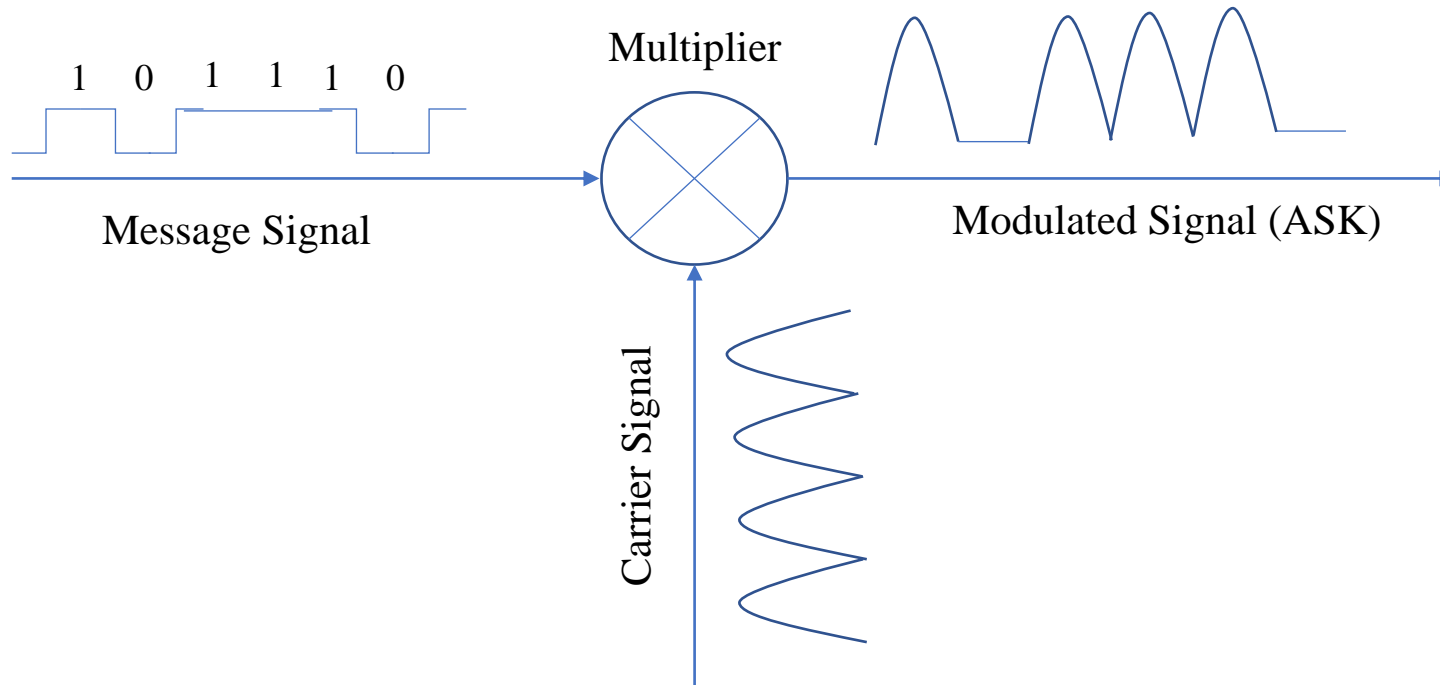 Multiplier
1 0 1 1 1 0
Message Signal
Modulated Signal (ASK)
Carrier Signal